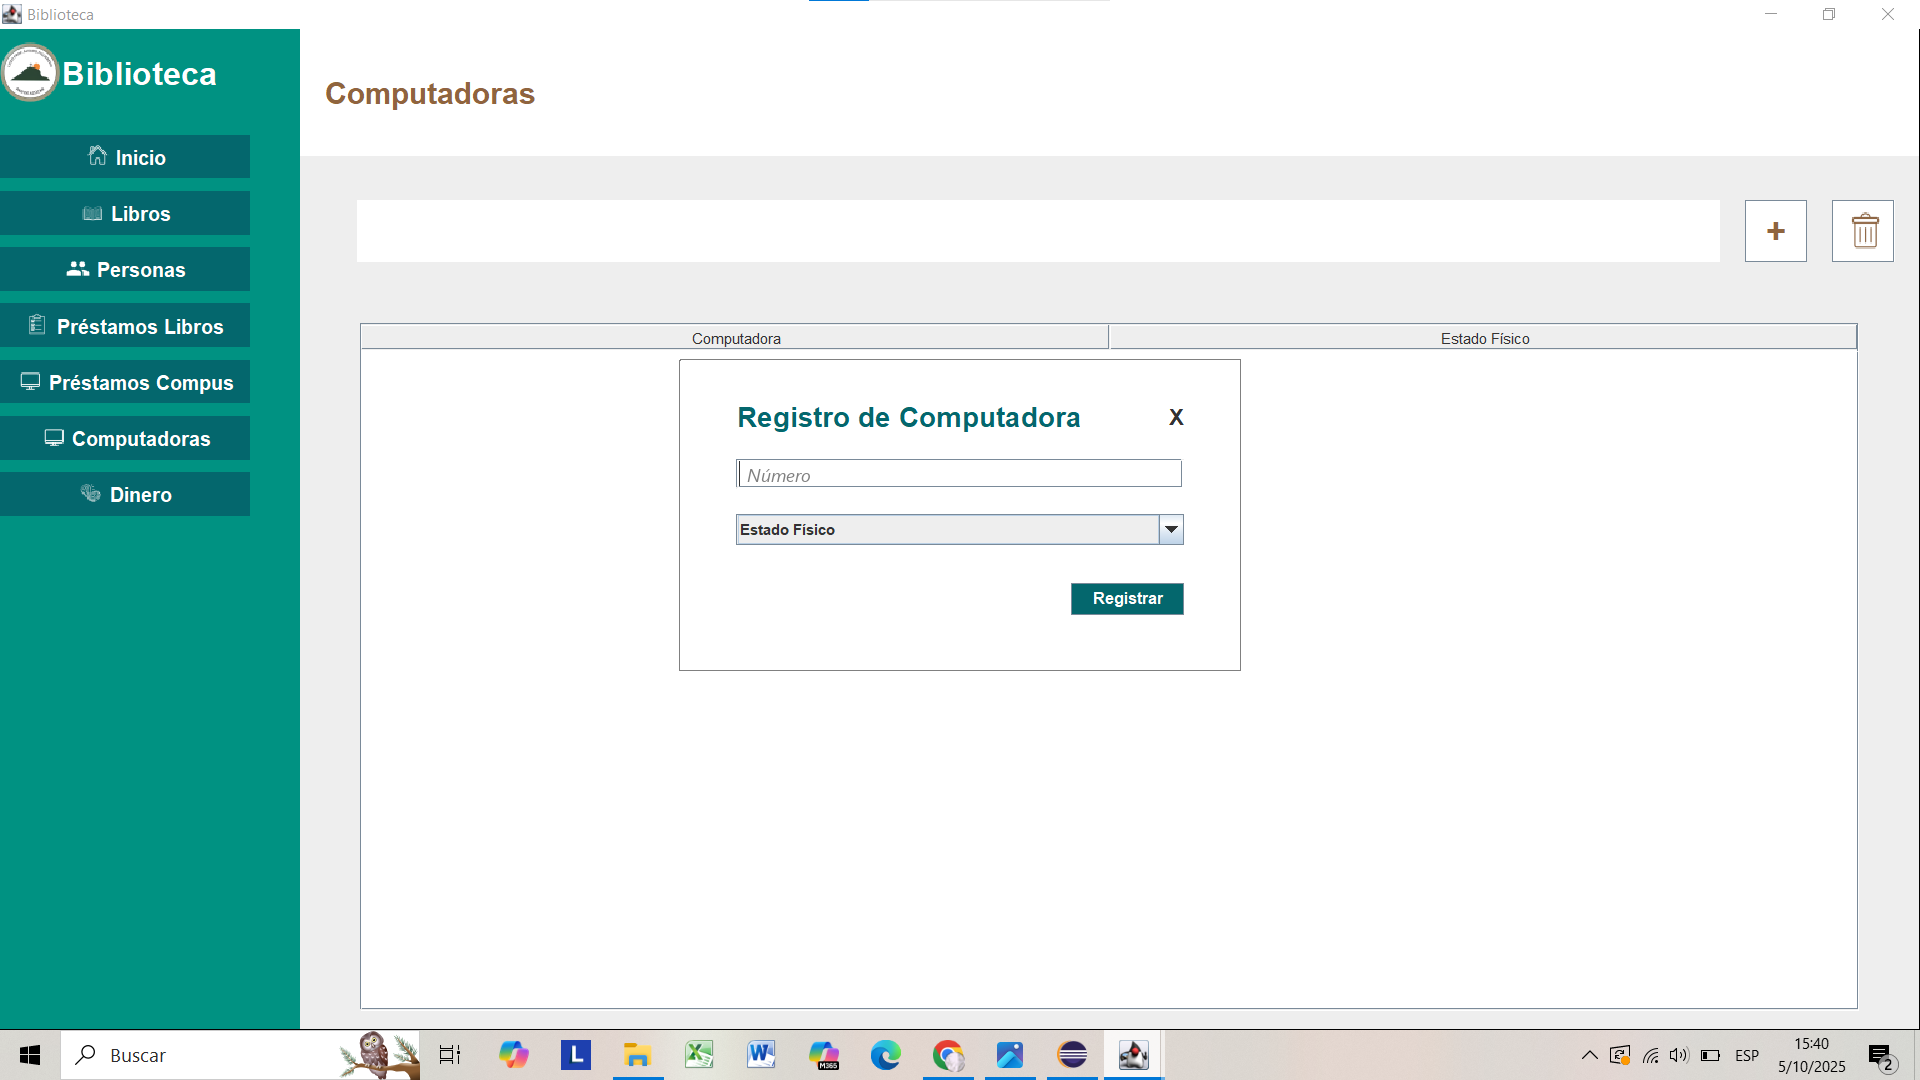 Biblioteca
Biblioteca
Computadoras
Inicio
Libros
Personas
Préstamos Libros
Préstamos Compus
Computadoras
Dinero
+
Computadora
Estado Físico
Registro de Computadora
X
Número
Estado Físico
Registrar
Buscar
L
M365
ESP
15:40
5/10/2025
2